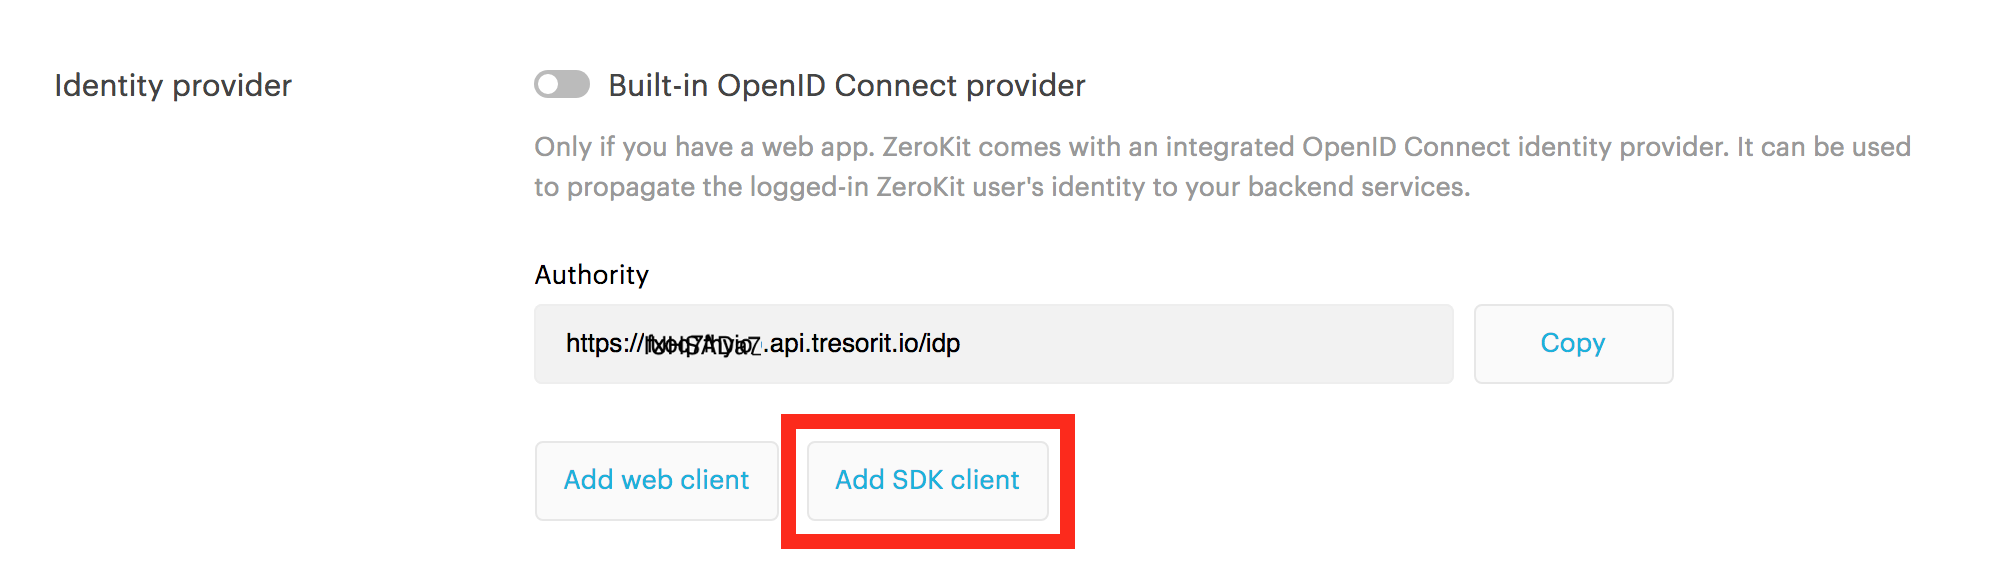 Identity provider
Built-in OpenID Connect provider
Only if you have a web app. ZeroKit comes with an integrated OpenID Connect identity provider. It can be used
to propagate the logged-in ZeroKit user's identity to your backend services.
Authority
https://.api.tresorit.io/idp
Copy
Add web client
Add SDK client